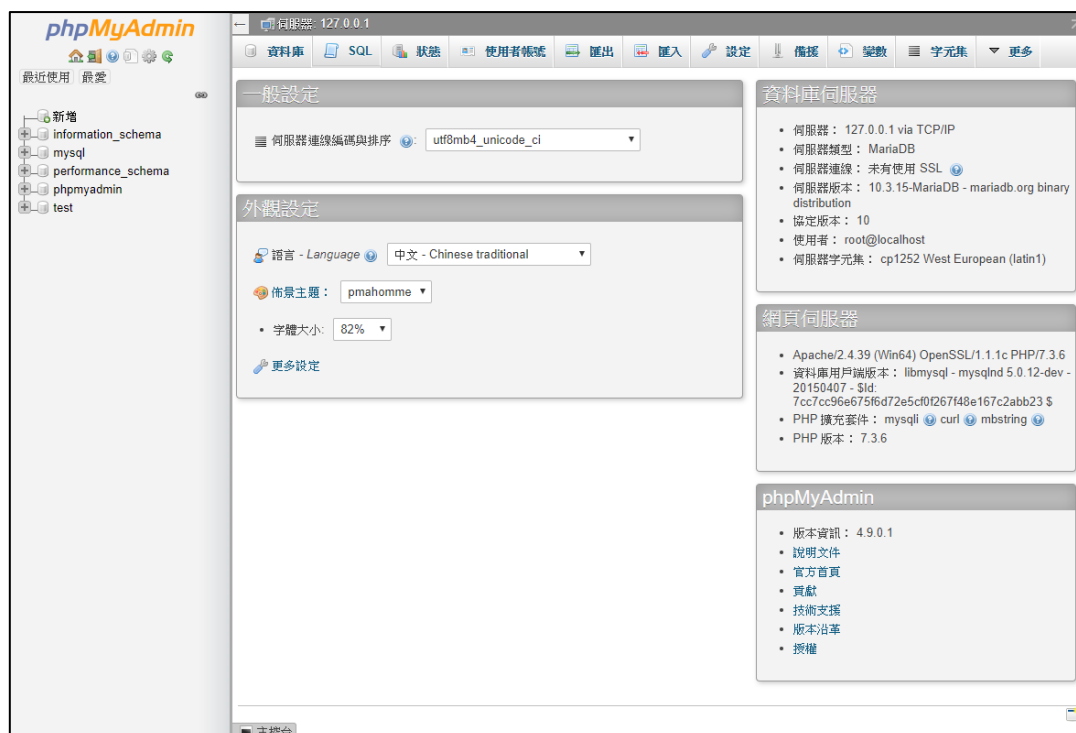 phpMyAdmin
最近使用 最愛
新增
information_schema
mysql
performance_schema
phpmyadmin
test
伺服器: 127.0.0.1
資料庫 SQL 狀態 使用者帳號 匯出 匯入 設定 備援 變數 字元集 更多
一般設定
伺服器連線編碼與排序 : utf8mb4_unicode_ci
外觀設定
語言 - Language 中文 - Chinese traditional
佈景主題： pmahomme
• 字體大小: 82%
更多設定
資料庫伺服器
• 伺服器： 127.0.0.1 via TCP/IP
• 伺服器類型： MariaDB
• 伺服器連線： 未有使用 SSL
• 伺服器版本： 10.3.15-MariaDB - mariadb.org binary
distribution
• 協定版本： 10
• 使用者： root@localhost
• 伺服器字元集： cp1252 West European (latin1)
網頁伺服器
• Apache/2.4.39 (Win64) OpenSSL/1.1.1c PHP/7.3.6
• 資料庫用戶端版本： libmysql - mysqlnd 5.0.12-dev -
20150407 - $Id:
7cc7cc96e675f6d72e5cf0f267f48e167c2abb23 $
• PHP 擴充套件： mysqli curl mbstring
• PHP 版本： 7.3.6
phpMyAdmin
• 版本資訊： 4.9.0.1
• 說明文件
• 官方首頁
• 貢獻
• 技術支援
• 版本沿革
• 授權
主控台